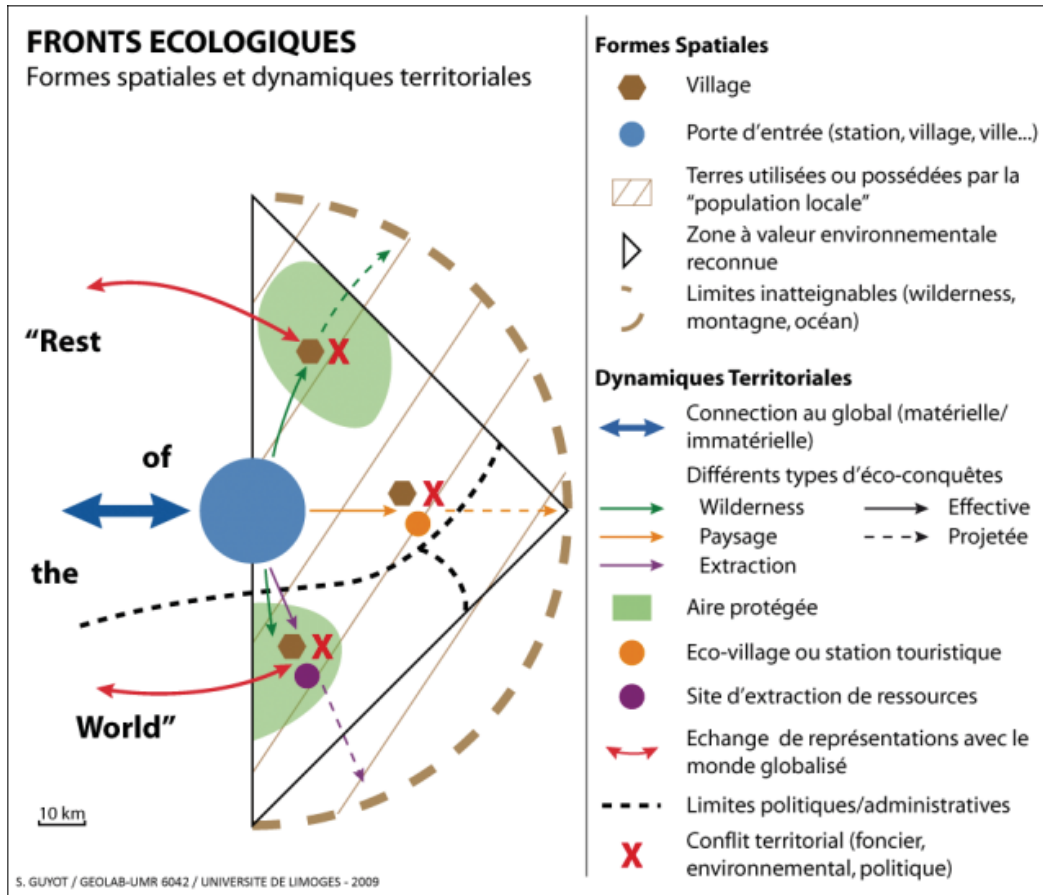 FRONTS ECOLOGIQUES
Formes spatiales et dynamiques territoriales
“Rest
of
the
World”
10 km
S. GUYOT / GEOLAB-UMR 6042 / UNIVERSITE DE LIMOGES - 2009
Formes Spatiales
Village
Porte d’entrée (station, village, ville...)
Terres utilisées ou possédées par la
“population locale”
Zone à valeur environnementale
reconnue
Limites inatteignables (wilderness,
montagne, océan)
Dynamiques Territoriales
Connection au global (matérielle/
immatérielle)
Différents types d’éco-conquêtes
Wilderness
Effective
Paysage
Projetée
Extraction
Aire protégée
Eco-village ou station touristique
Site d’extraction de ressources
Echange de représentations avec le
monde globalisé
Limites politiques/administratives
Conflit territorial (foncier,
environnemental, politique)